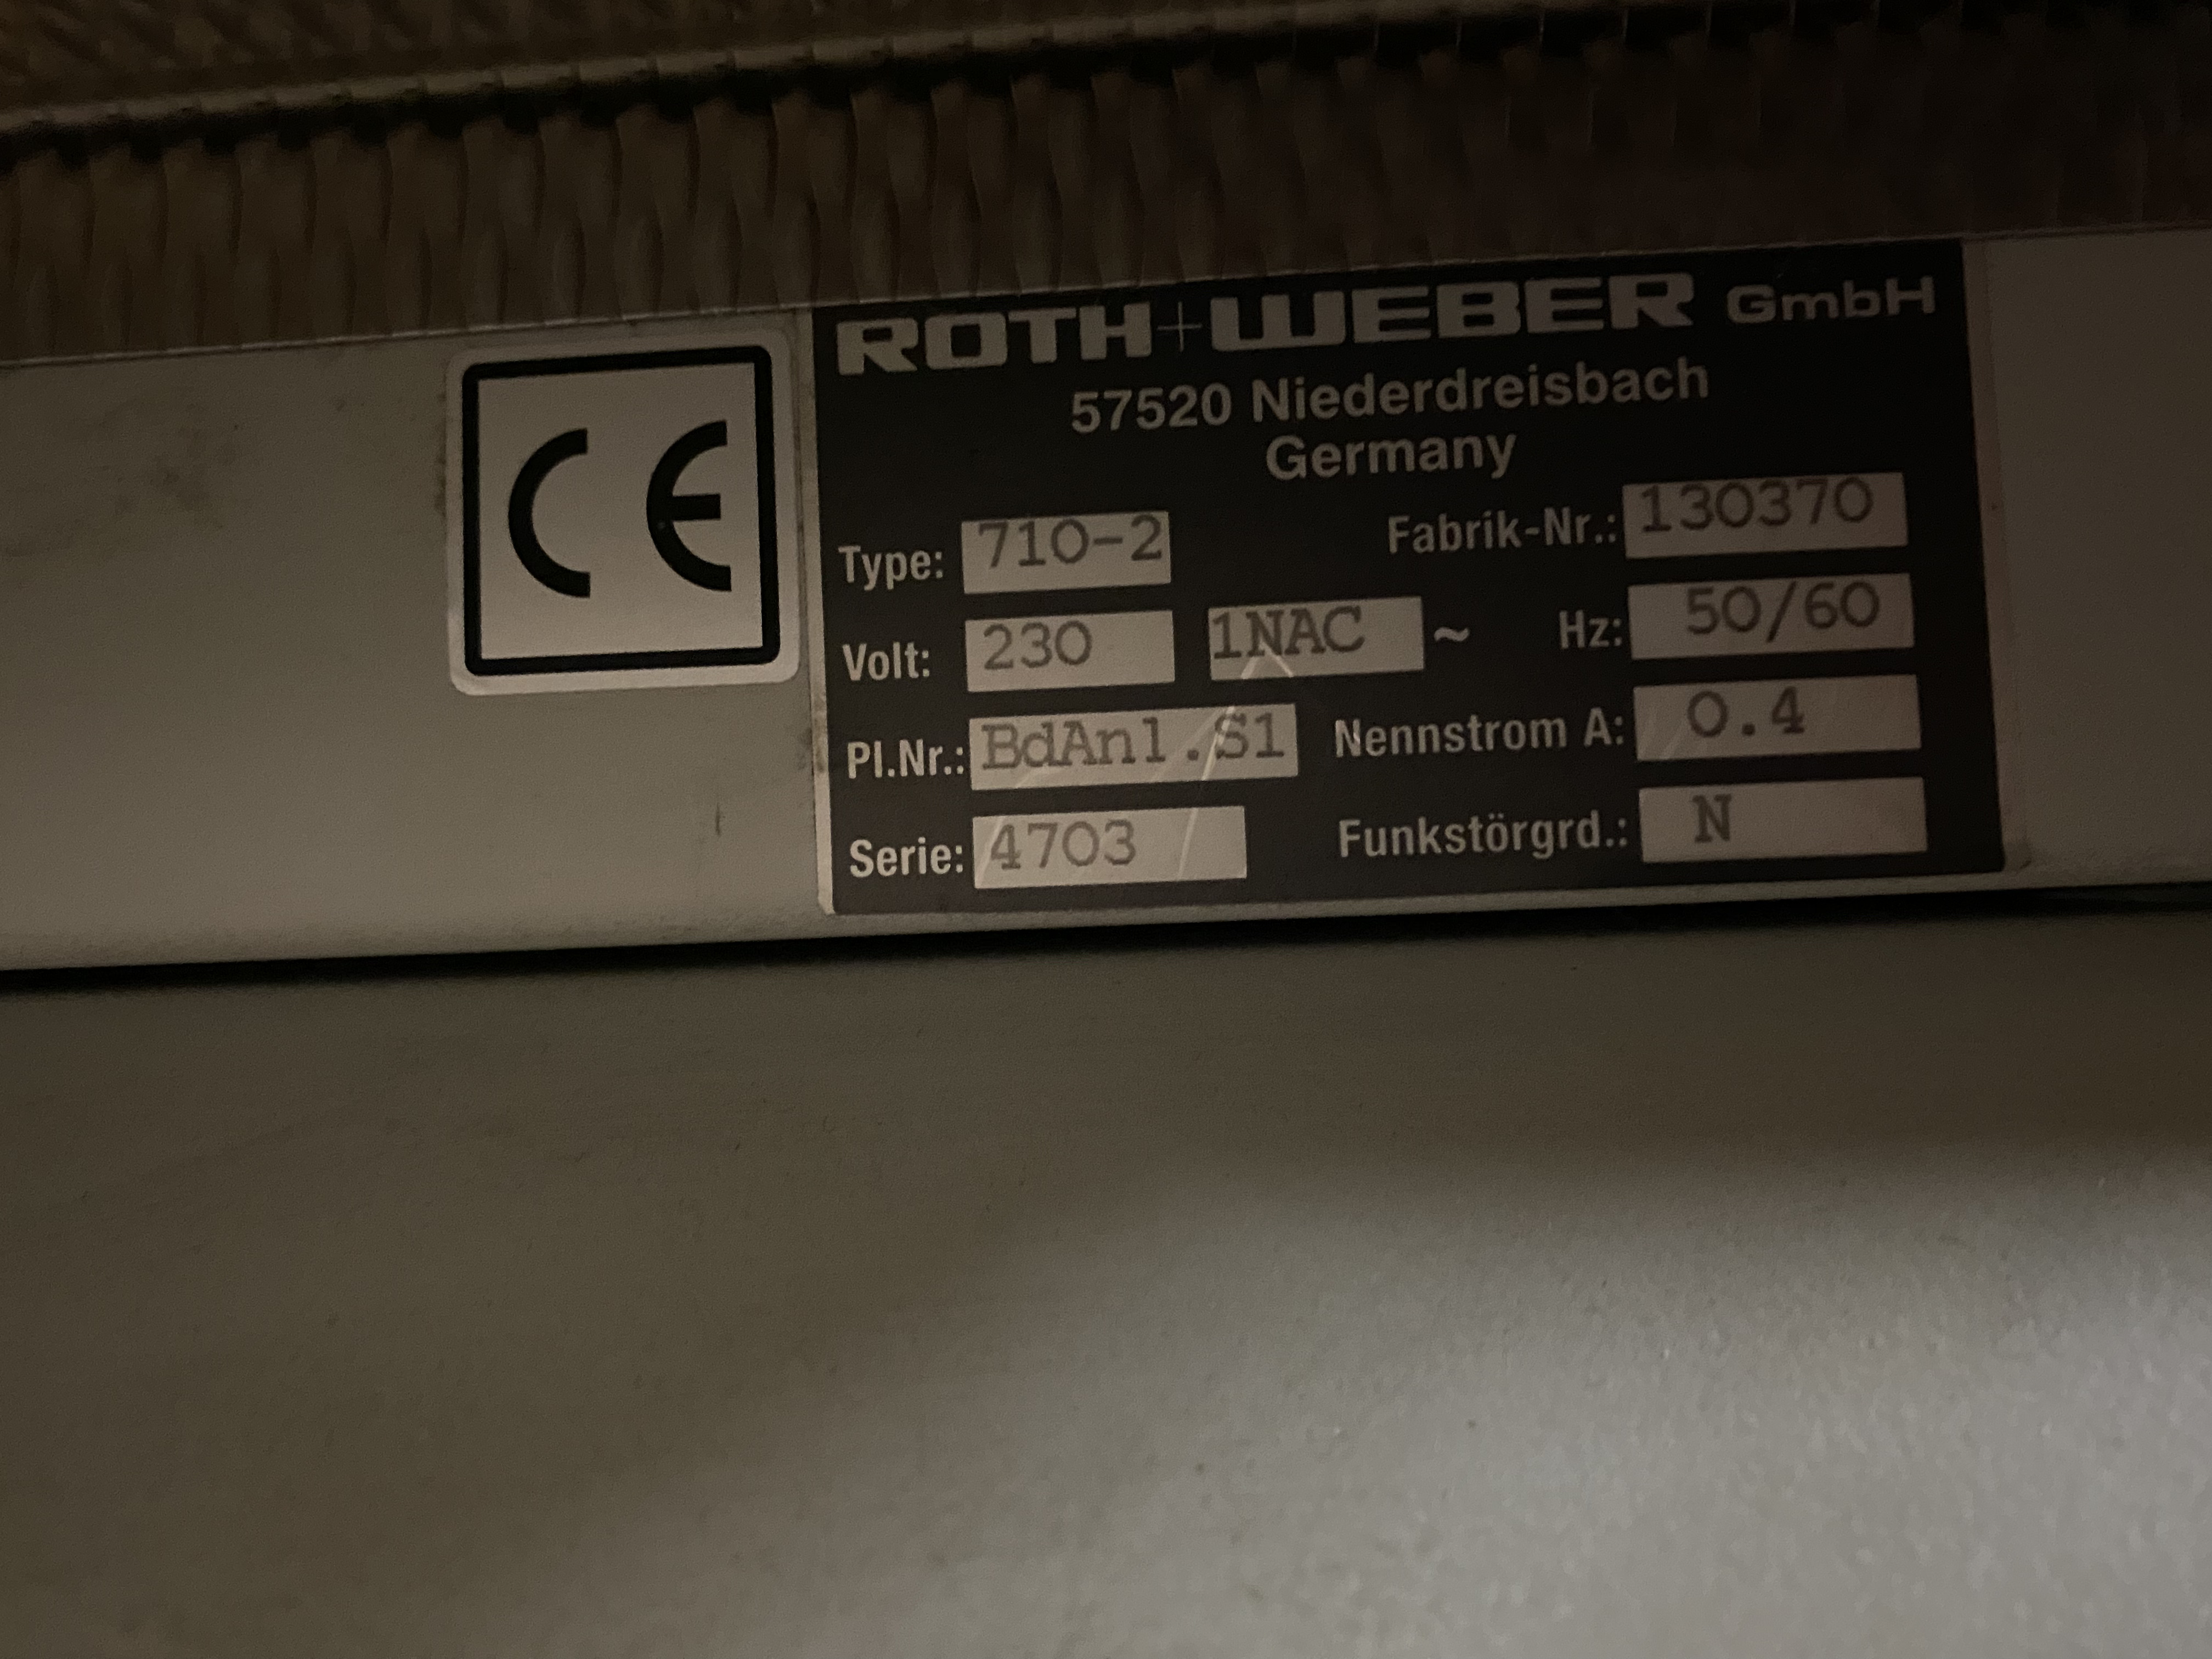 CE
ROTH+WEBER GmbH
57520 Niederdreisbach
Germany
Type: 710-2 Fabrik-Nr.: 130370
Volt: 230 1NAC ~ Hz: 50/60
Pl.Nr.: BdAnl.S1 Nennstrom A: 0.4
Serie: 4703 Funkstörgrd.: N